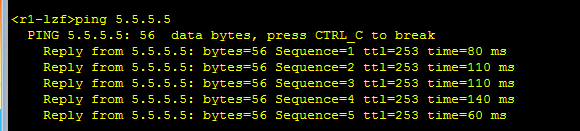 <r1-lzf>ping 5.5.5.5
PING 5.5.5.5: 56 data bytes, press CTRL_C to break
Reply from 5.5.5.5: bytes=56 Sequence=1 ttl=253 time=80 ms
Reply from 5.5.5.5: bytes=56 Sequence=2 ttl=253 time=110 ms
Reply from 5.5.5.5: bytes=56 Sequence=3 ttl=253 time=110 ms
Reply from 5.5.5.5: bytes=56 Sequence=4 ttl=253 time=140 ms
Reply from 5.5.5.5: bytes=56 Sequence=5 ttl=253 time=60 ms